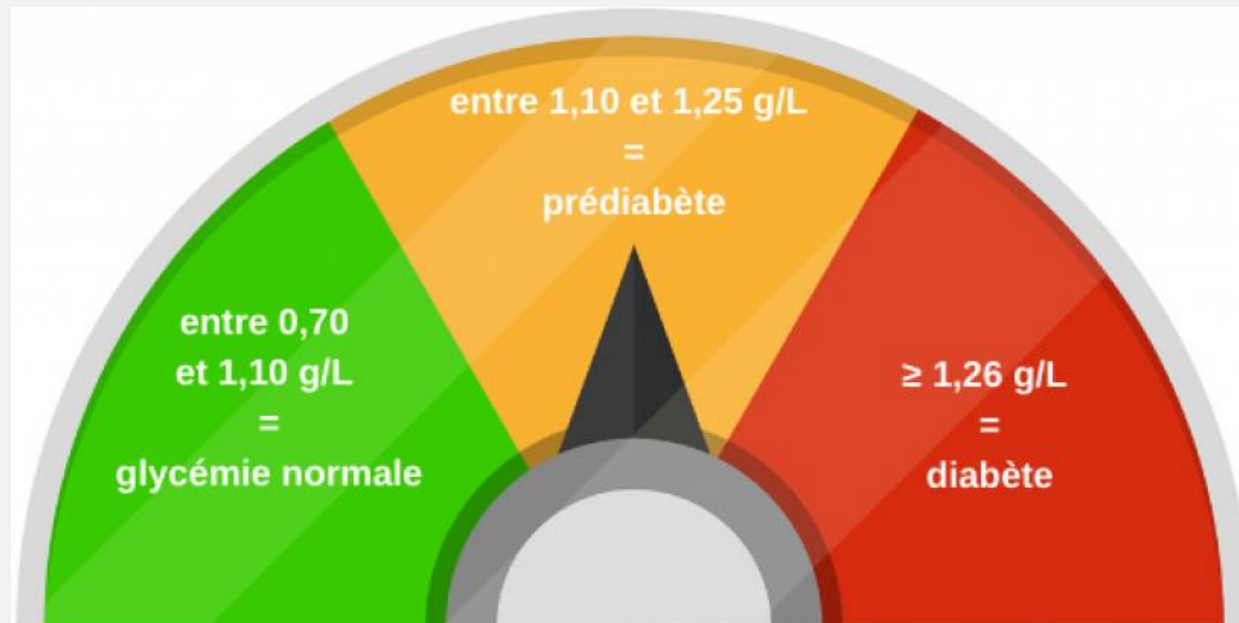 entre 1,10 et 1,25 g/L
=
prédiabète
entre 0,70
et 1,10 g/L
=
glycémie normale
≥ 1,26 g/L
=
diabète